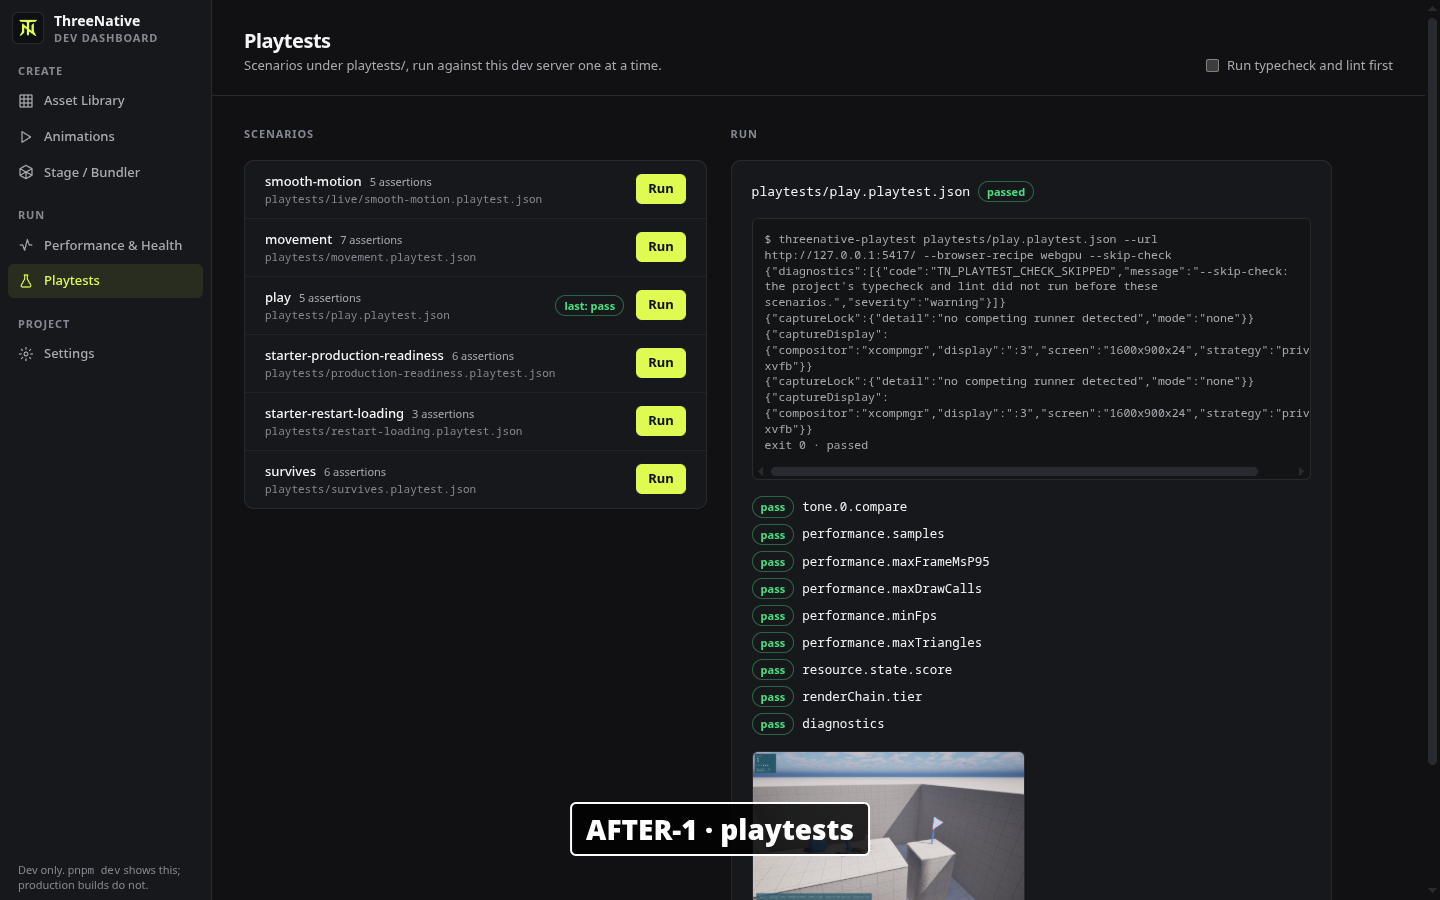 ThreeNative
DEV DASHBOARD
CREATE
Asset Library
Animations
Stage / Bundler
RUN
Performance & Health
Playtests
PROJECT
Settings
Dev only. pnpm dev shows this;
production builds do not.
Playtests
Scenarios under playtests/, run against this dev server one at a time.
Run typecheck and lint first
SCENARIOS
smooth-motion 5 assertions
playtests/live/smooth-motion.playtest.json
Run
movement 7 assertions
playtests/movement.playtest.json
Run
play 5 assertions
playtests/play.playtest.json
last: pass
Run
starter-production-readiness 6 assertions
playtests/production-readiness.playtest.json
Run
starter-restart-loading 3 assertions
playtests/restart-loading.playtest.json
Run
survives 6 assertions
playtests/survives.playtest.json
Run
RUN
playtests/play.playtest.json passed
$ threenative-playtest playtests/play.playtest.json --url
http://127.0.0.1:5417/ --browser-recipe webgpu --skip-check
{"diagnostics":[{"code":"TN_PLAYTEST_CHECK_SKIPPED","message":"--skip-check:
the project's typecheck and lint did not run before these
scenarios.","severity":"warning"}]}
{"captureLock":{"detail":"no competing runner detected","mode":"none"}}
{"captureDisplay":
{"compositor":"xcompmgr","display":":3","screen":"1600x900x24","strategy":"priv
xvfb"}}
{"captureLock":{"detail":"no competing runner detected","mode":"none"}}
{"captureDisplay":
{"compositor":"xcompmgr","display":":3","screen":"1600x900x24","strategy":"priv
xvfb"}}
exit 0 · passed
pass tone.0.compare
pass performance.samples
pass performance.maxFrameMsP95
pass performance.maxDrawCalls
pass performance.minFps
pass performance.maxTriangles
pass resource.state.score
pass renderChain.tier
pass diagnostics
AFTER-1 · playtests